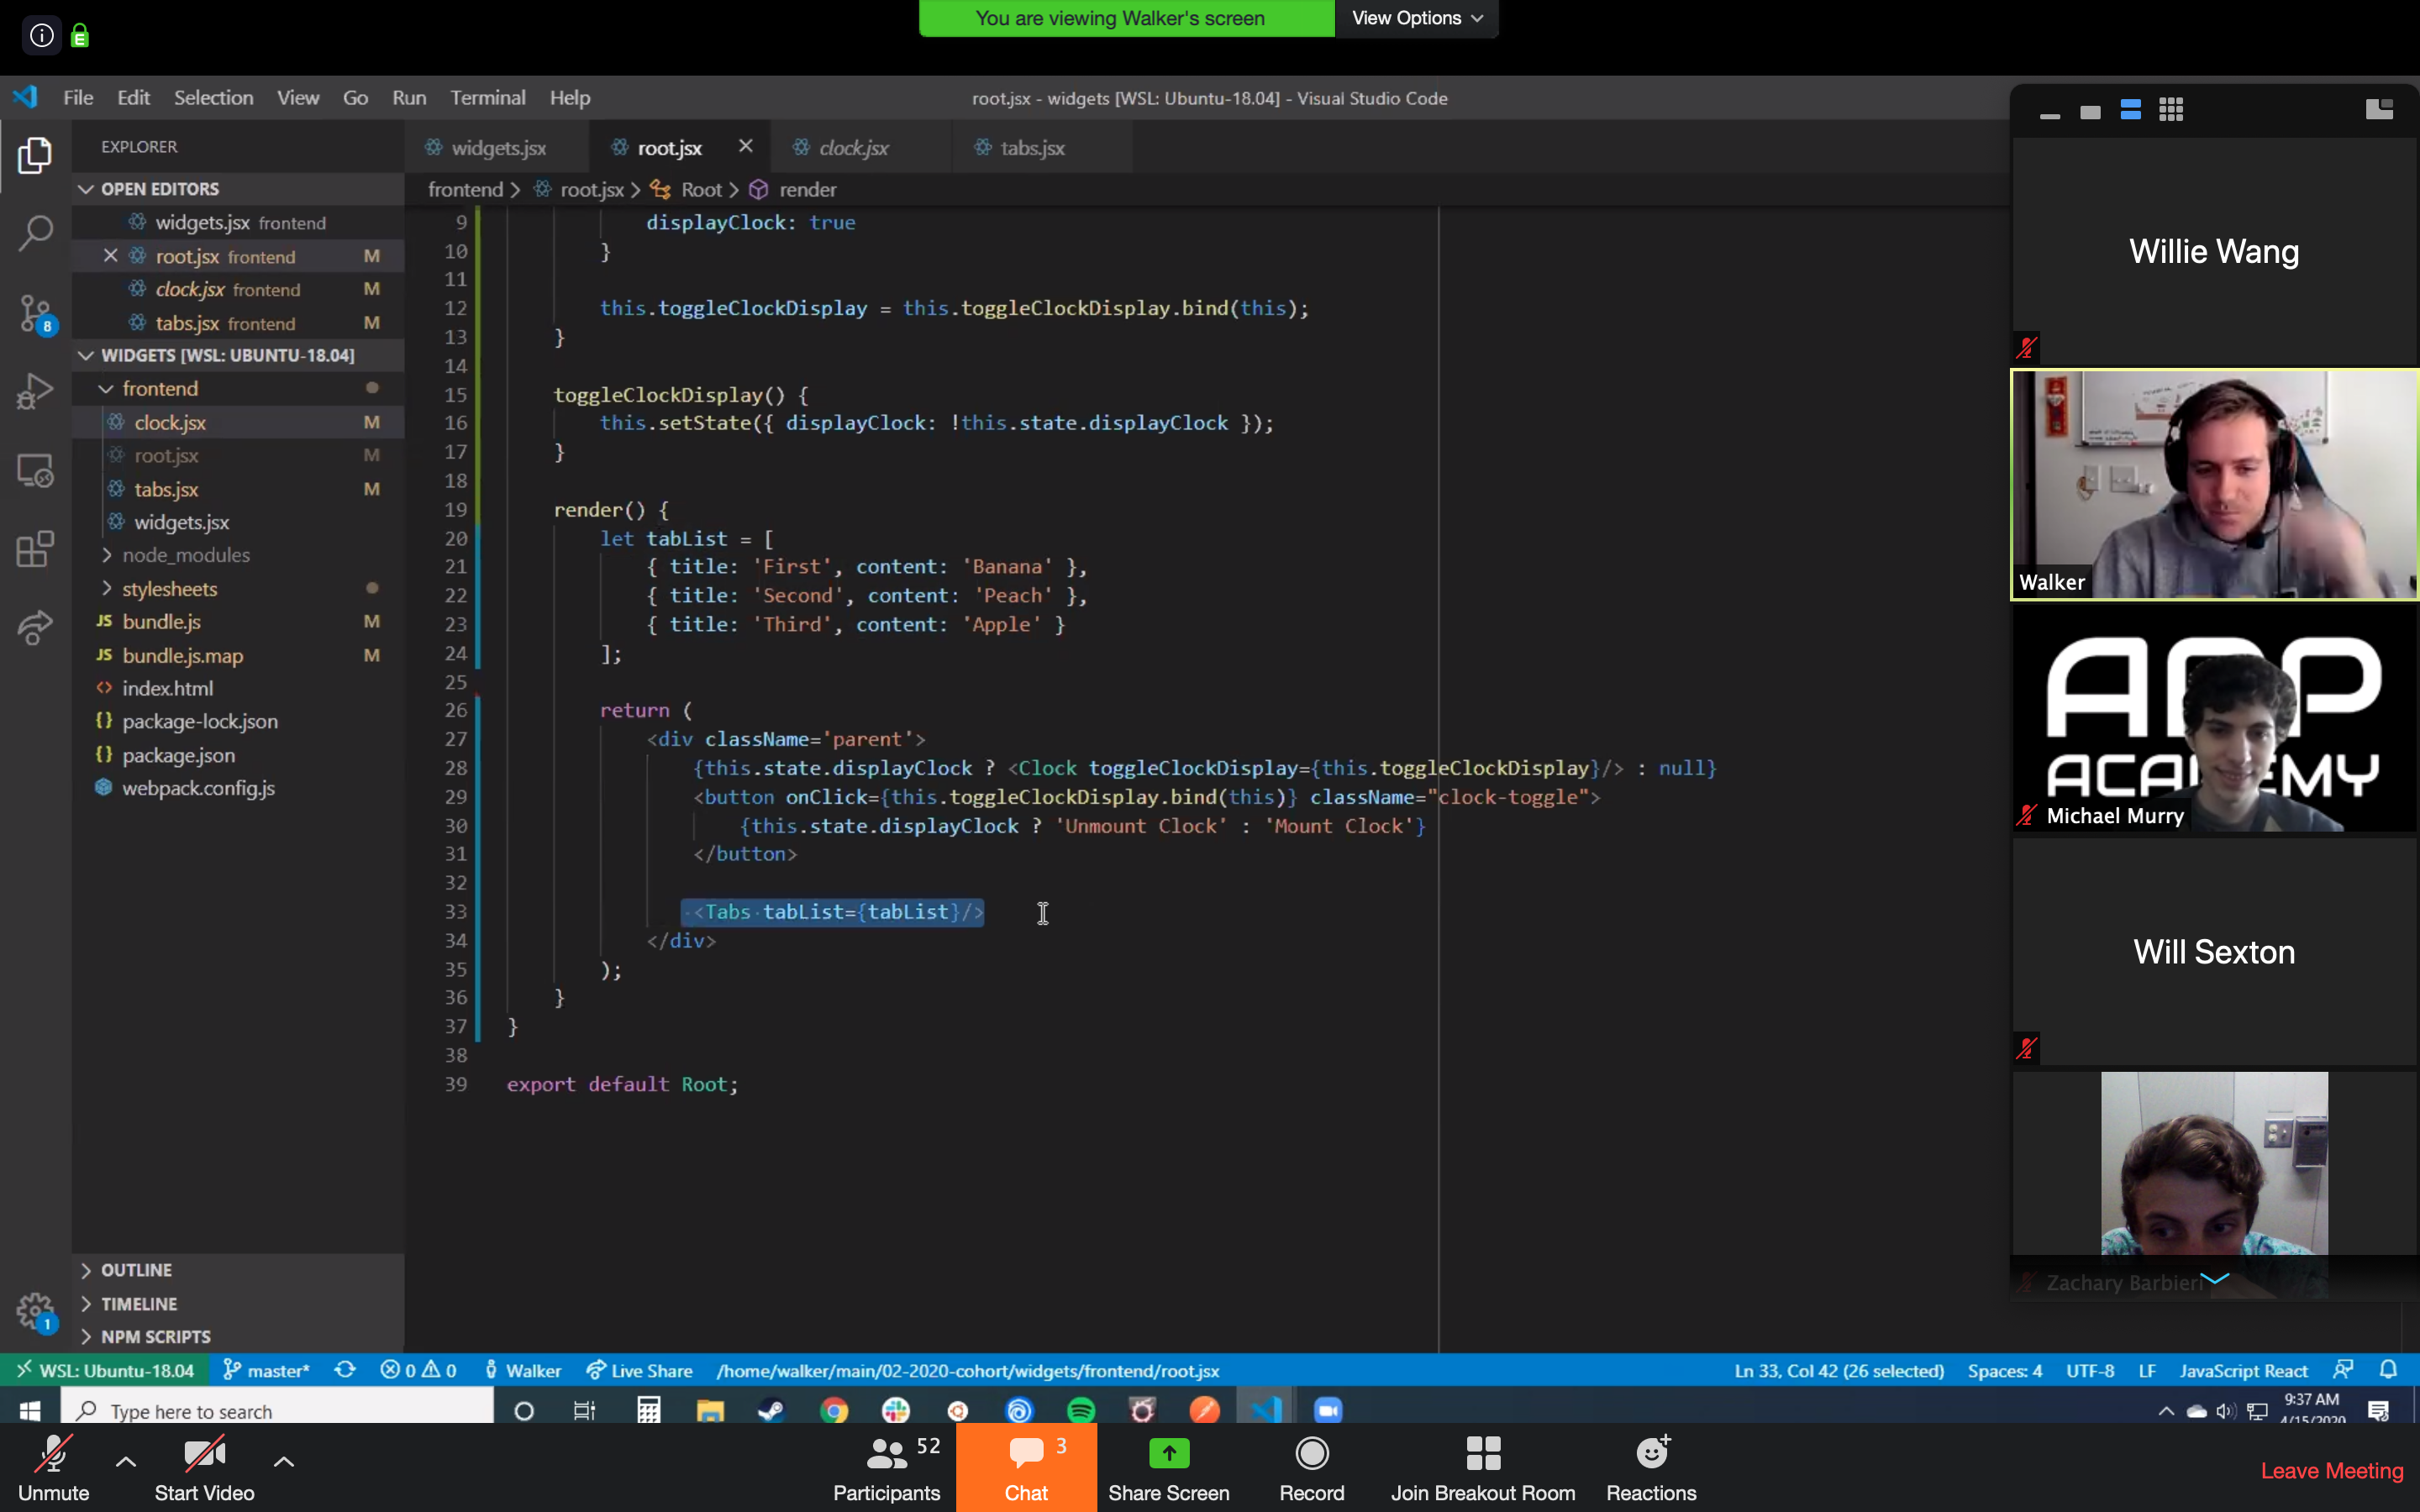 You are viewing Walker's screen
View Options
File Edit Selection View Go Run Terminal Help
root.jsx - widgets [WSL: Ubuntu-18.04] - Visual Studio Code
EXPLORER
OPEN EDITORS
widgets.jsx frontend
root.jsx frontend M
clock.jsx frontend M
tabs.jsx frontend M
WIDGETS [WSL: UBUNTU-18.04]
frontend
clock.jsx M
root.jsx M
tabs.jsx M
widgets.jsx
node_modules
stylesheets
JS bundle.js M
JS bundle.js.map M
<> index.html
{} package-lock.json
{} package.json
webpack.config.js
OUTLINE
TIMELINE
NPM SCRIPTS
8
1
widgets.jsx root.jsx clock.jsx tabs.jsx
frontend > root.jsx > Root > render
9 displayClock: true
10 }
11
12 this.toggleClockDisplay = this.toggleClockDisplay.bind(this);
13 }
14
15 toggleClockDisplay() {
16 this.setState({ displayClock: !this.state.displayClock });
17 }
18
19 render() {
20 let tabList = [
21 { title: 'First', content: 'Banana' },
22 { title: 'Second', content: 'Peach' },
23 { title: 'Third', content: 'Apple' }
24 ];
25
26 return (
27 <div className='parent'>
28 {this.state.displayClock ? <Clock toggleClockDisplay={this.toggleClockDisplay}/> : null}
29 <button onClick={this.toggleClockDisplay.bind(this)} className="clock-toggle">
30 {this.state.displayClock ? 'Unmount Clock' : 'Mount Clock'}
31 </button>
32
33 <Tabs tabList={tabList}/>
34 </div>
35 );
36 }
37 }
38
39 export default Root;
Willie Wang
Walker
APP
ACADEMY
Michael Murry
Will Sexton
Zachary Barbieri
WSL: Ubuntu-18.04 master* 0 0 Walker Live Share /home/walker/main/02-2020-cohort/widgets/frontend/root.jsx
Ln 33, Col 42 (26 selected) Spaces: 4 UTF-8 LF JavaScript React
Type here to search
9:37 AM
4/15/2020
Unmute Start Video
Participants 52
Chat 3
Share Screen
Record
Join Breakout Room
Reactions
Leave Meeting